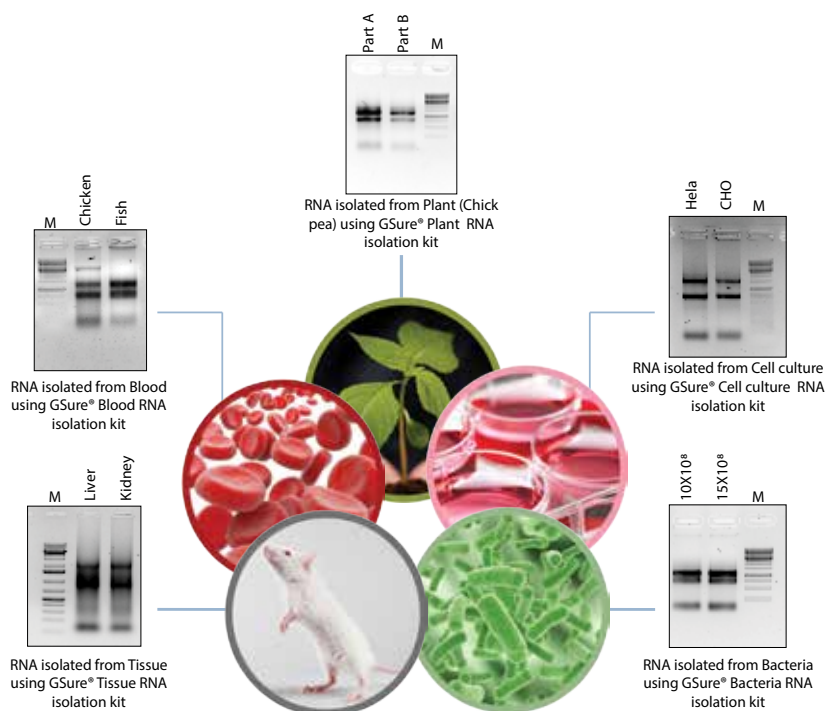 Part A
Part B
M
RNA isolated from Plant (Chick
pea) using GSure® Plant RNA
isolation kit
M
Chicken
Fish
RNA isolated from Blood
using GSure® Blood RNA
isolation kit
Hela
CHO
M
RNA isolated from Cell culture
using GSure® Cell culture RNA
isolation kit
M
Liver
Kidney
RNA isolated from Tissue
using GSure® Tissue RNA
isolation kit
10X10⁸
15X10⁸
M
RNA isolated from Bacteria
using GSure® Bacteria RNA
isolation kit